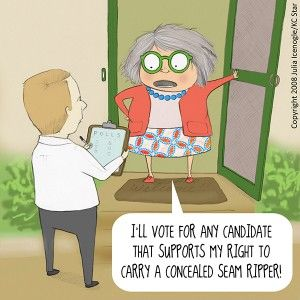 Copyright 2008 Julia Icenogle/KC Star
POLLS
I'LL VOTE FOR ANY CANDIDATE
THAT SUPPORTS MY RIGHT TO
CARRY A CONCEALED SEAM RIPPER!